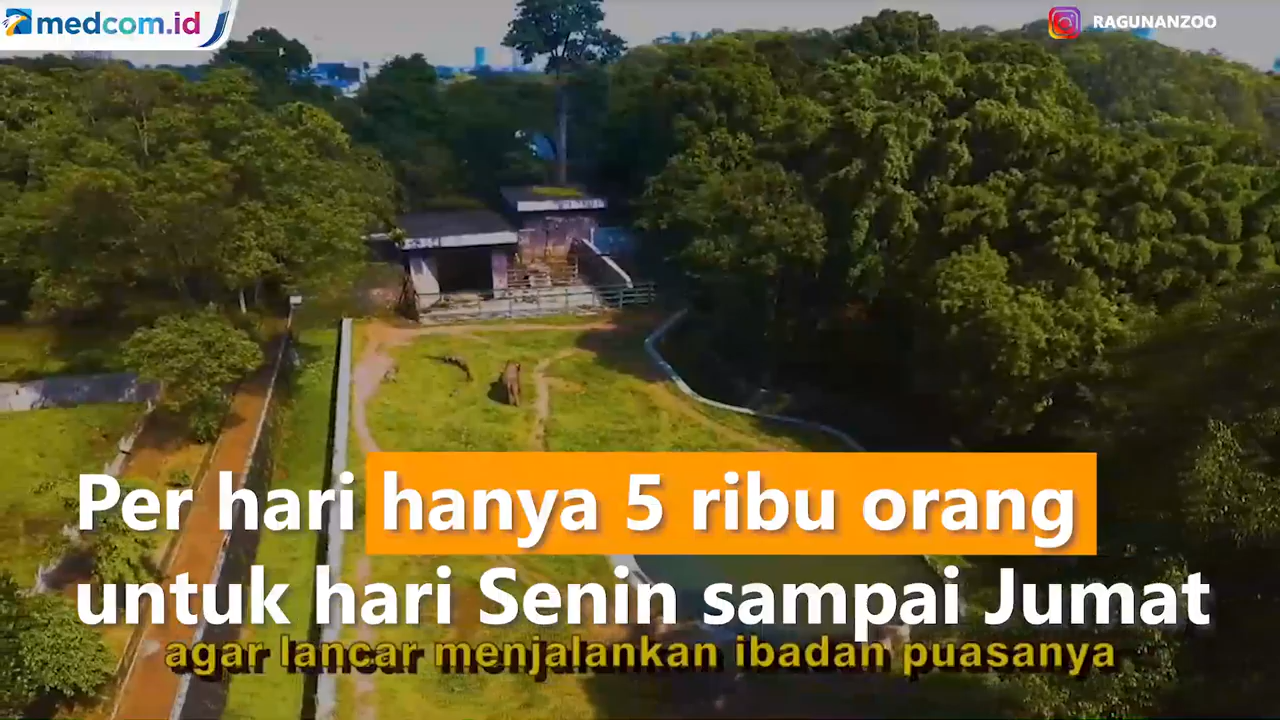 medcom.id
RAGUNANZOO
Per hari hanya 5 ribu orang
untuk hari Senin sampai Jumat
agar lancar menjalankan ibadan puasanya